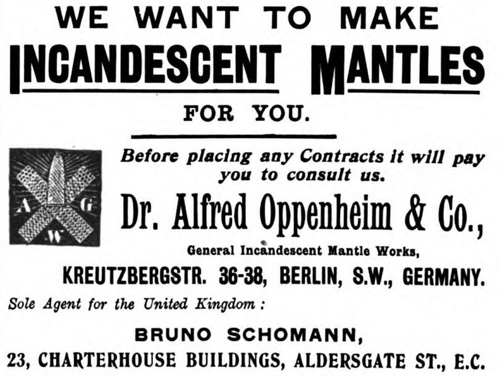 WE WANT TO MAKE
INCANDESCENT MANTLES
FOR YOU.
Before placing any Contracts it will pay
you to consult us.
A G
W
Dr. Alfred Oppenheim & Co.,
General Incandescent Mantle Works,
KREUTZBERGSTR. 36-38, BERLIN, S.W., GERMANY.
Sole Agent for the United Kingdom :
BRUNO SCHOMANN,
23, CHARTERHOUSE BUILDINGS, ALDERSGATE ST., E.C.